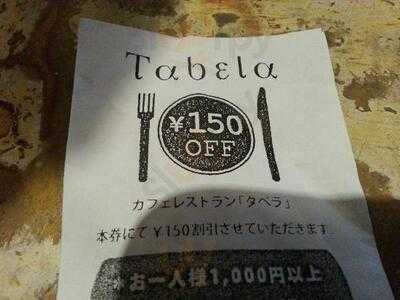 Tabela
¥150
OFF
カフェレストラン「タベラ」
本券にて￥150割引させていただきます
お一人様1,000円以上